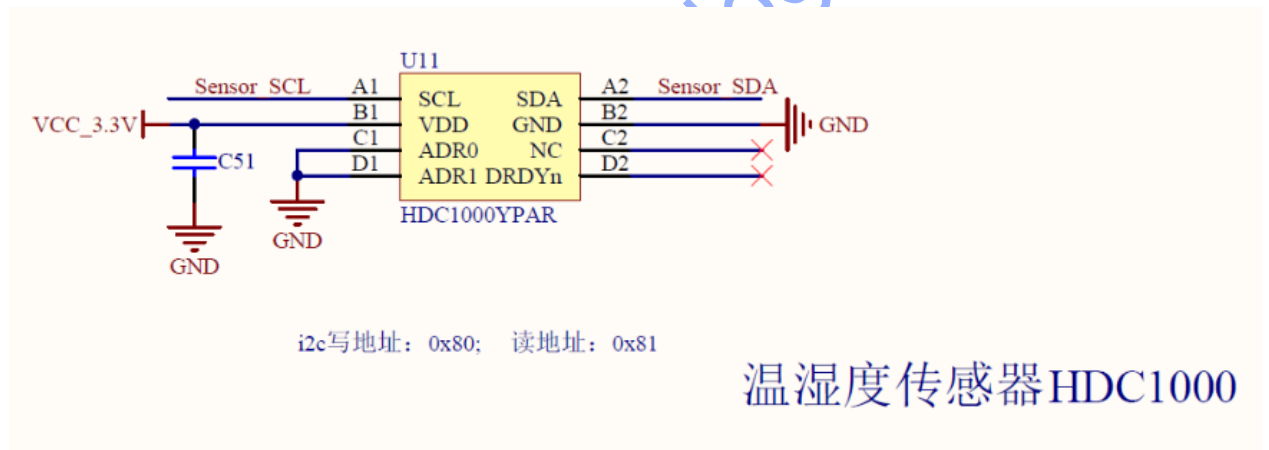 U11
Sensor_SCL A1 SCL SDA A2 Sensor_SDA
VCC_3.3V B1 VDD GND B2 GND
C1 ADR0 NC C2
C51 D1 ADR1 DRDYn D2
HDC1000YPAR
GND
GND
i2c写地址：0x80; 读地址：0x81
温湿度传感器HDC1000